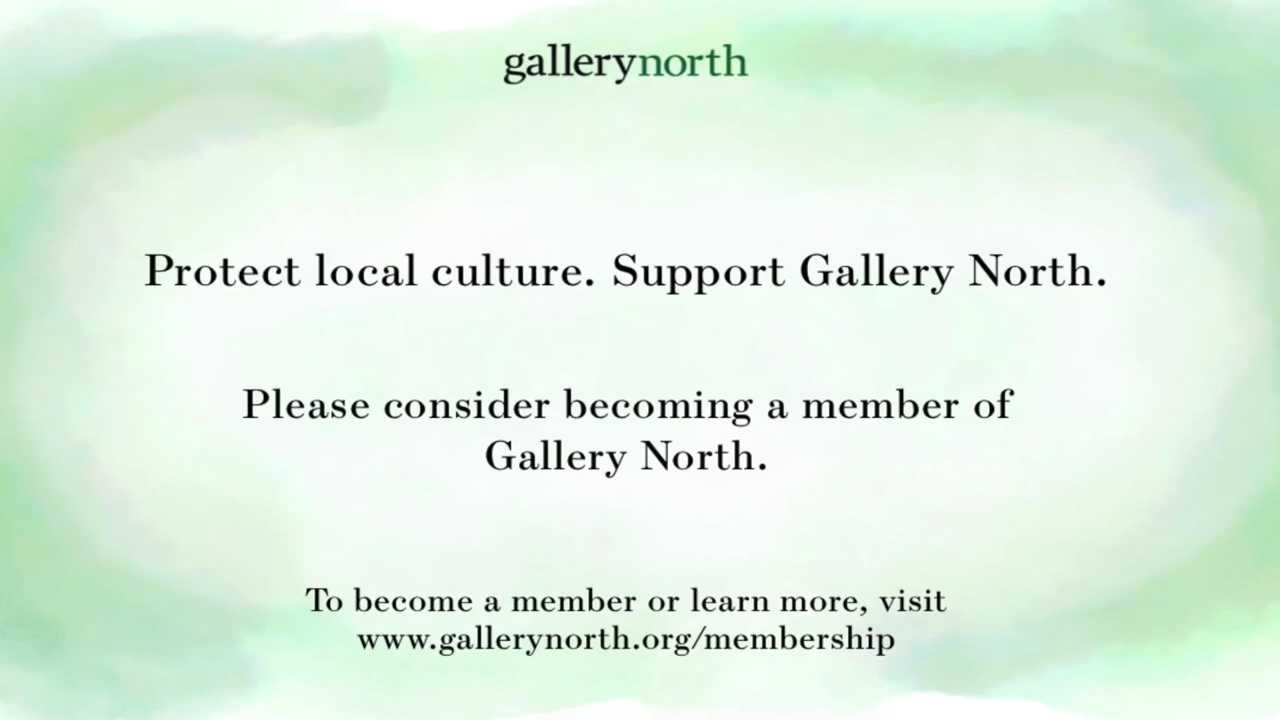 gallerynorth
Protect local culture. Support Gallery North.
Please consider becoming a member of
Gallery North.
To become a member or learn more, visit
www.gallerynorth.org/membership